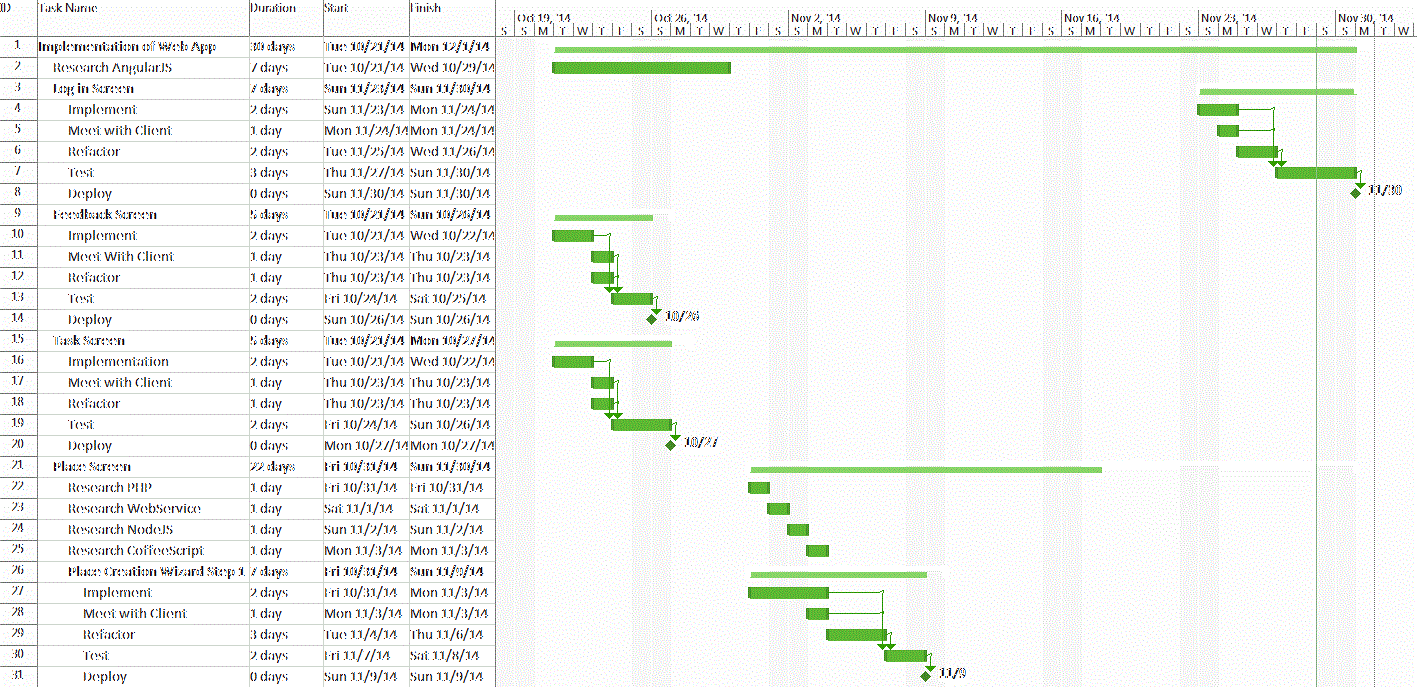 ID Task Name Duration Start Finish Oct 19, '14 Oct 26, '14 Nov 2, '14 Nov 9, '14 Nov 16, '14 Nov 23, '14 Nov 30, '14
S S M T W T F S S M T W T F S S M T W T F S S M T W T F S S M T W T F S S M T W T F S S M T W
1 Implementation of Web App 30 days Tue 10/21/14 Mon 12/1/14
2 Research AngularJS 7 days Tue 10/21/14 Wed 10/29/14
3 Log in Screen 7 days Sun 11/23/14 Sun 11/30/14
4 Implement 2 days Sun 11/23/14 Mon 11/24/14
5 Meet with Client 1 day Mon 11/24/14 Mon 11/24/14
6 Refactor 2 days Tue 11/25/14 Wed 11/26/14
7 Test 3 days Thu 11/27/14 Sun 11/30/14
8 Deploy 0 days Sun 11/30/14 Sun 11/30/14 11/30
9 Feedback Screen 5 days Tue 10/21/14 Sun 10/26/14
10 Implement 2 days Tue 10/21/14 Wed 10/22/14
11 Meet With Client 1 day Thu 10/23/14 Thu 10/23/14
12 Refactor 1 day Thu 10/23/14 Thu 10/23/14
13 Test 2 days Fri 10/24/14 Sat 10/25/14
14 Deploy 0 days Sun 10/26/14 Sun 10/26/14 10/26
15 Task Screen 5 days Tue 10/21/14 Mon 10/27/14
16 Implementation 2 days Tue 10/21/14 Wed 10/22/14
17 Meet with Client 1 day Thu 10/23/14 Thu 10/23/14
18 Refactor 1 day Thu 10/23/14 Thu 10/23/14
19 Test 2 days Fri 10/24/14 Sun 10/26/14
20 Deploy 0 days Mon 10/27/14 Mon 10/27/14 10/27
21 Place Screen 22 days Fri 10/31/14 Sun 11/30/14
22 Research PHP 1 day Fri 10/31/14 Fri 10/31/14
23 Research WebService 1 day Sat 11/1/14 Sat 11/1/14
24 Research NodeJS 1 day Sun 11/2/14 Sun 11/2/14
25 Research CoffeeScript 1 day Mon 11/3/14 Mon 11/3/14
26 Place Creation Wizard Step 1 7 days Fri 10/31/14 Sun 11/9/14
27 Implement 2 days Fri 10/31/14 Mon 11/3/14
28 Meet with Client 1 day Mon 11/3/14 Mon 11/3/14
29 Refactor 3 days Tue 11/4/14 Thu 11/6/14
30 Test 2 days Fri 11/7/14 Sat 11/8/14
31 Deploy 0 days Sun 11/9/14 Sun 11/9/14 11/9